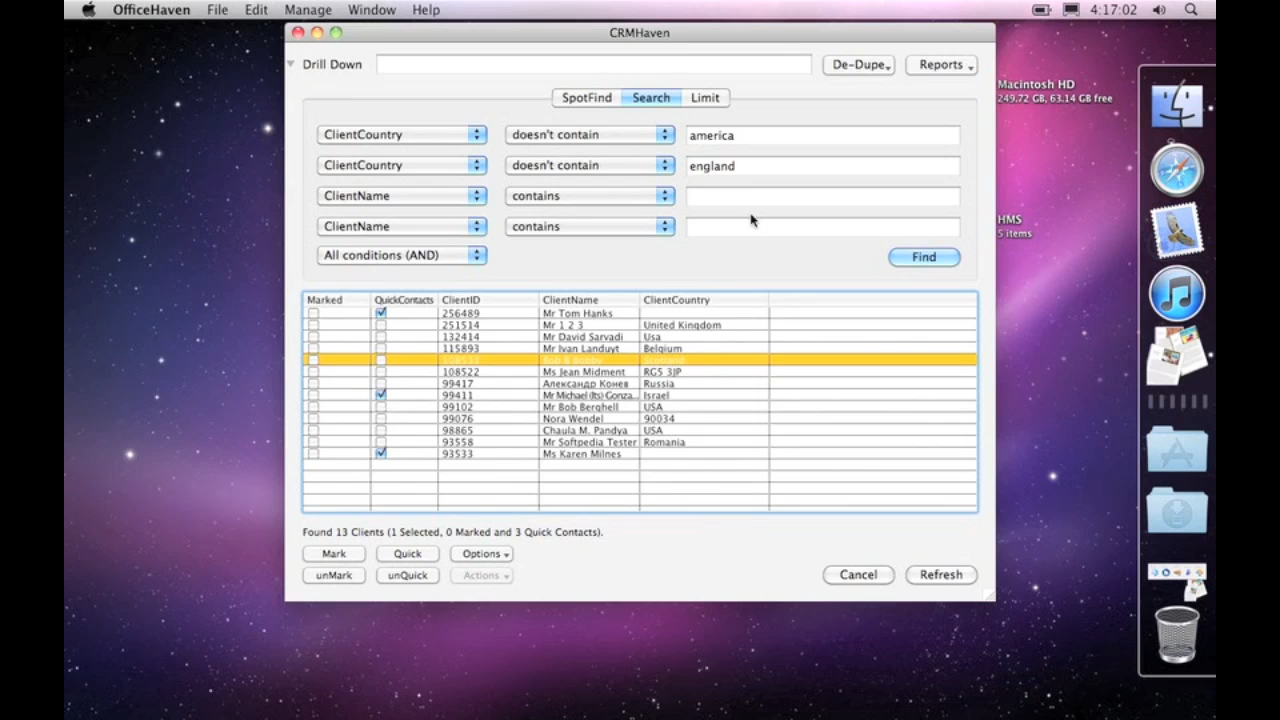 OfficeHaven File Edit Manage Window Help 4:17:02
CRMHaven
Drill Down De-Dupe Reports
Macintosh HD
249.72 GB, 63.14 GB free
SpotFind Search Limit
ClientCountry doesn't contain america
ClientCountry doesn't contain england
ClientName contains
ClientName contains
HMS
5 items
All conditions (AND) Find
Marked QuickContacts ClientID ClientName ClientCountry
256489 Mr Tom Hanks
251514 Mr 1 2 3 United Kingdom
132414 Mr David Sarvadi Usa
115893 Mr Ivan Landuyt Belgium
Scotland
108522 Ms Jean Midment RG5 3JP
99417 Александр Конев Russia
99411 Mr Michael (Its) Gonza... Israel
99102 Mr Bob Berghell USA
99076 Nora Wendel 90034
98865 Chaula M. Pandya USA
93558 Mr Softpedia Tester Romania
93533 Ms Karen Milnes
Found 13 Clients (1 Selected, 0 Marked and 3 Quick Contacts).
Mark Quick Options
unMark unQuick Actions Cancel Refresh